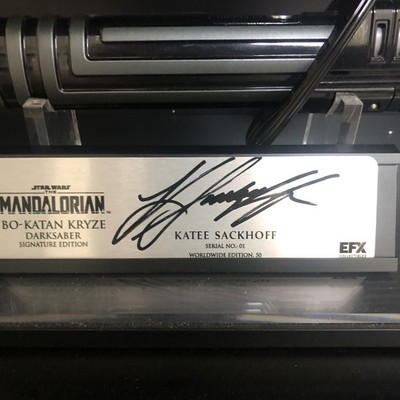 STAR WARS
THE
MANDALORIAN
BO-KATAN KRYZE
DARKSABER
SIGNATURE EDITION
KATEE SACKHOFF
SERIAL NO: 01
WORLDWIDE EDITION, 50
EFX
COLLECTIBLES